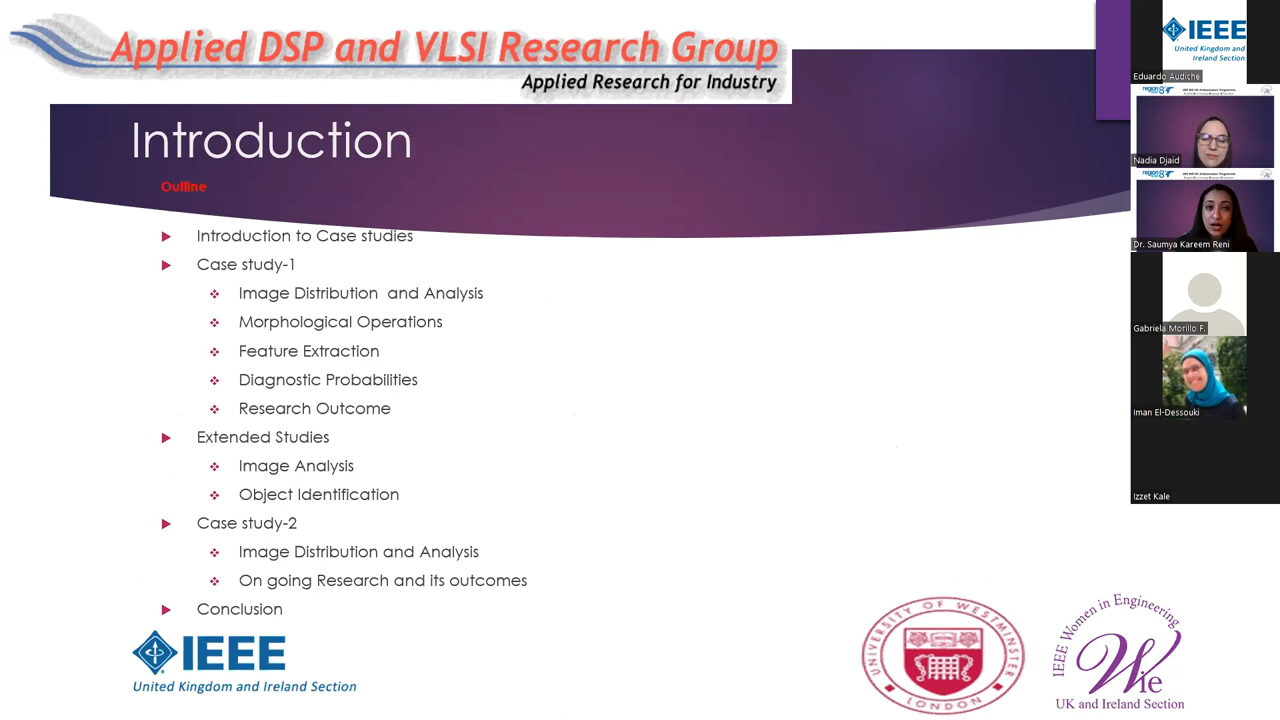 Applied DSP and VLSI Research Group
Applied Research for Industry
Introduction
Outline
Introduction to Case studies
Case study-1
Image Distribution  and Analysis
Morphological Operations
Feature Extraction
Diagnostic Probabilities
Research Outcome
Extended Studies
Image Analysis
Object Identification
Case study-2
Image Distribution and Analysis
On going Research and its outcomes
Conclusion
IEEE
United Kingdom and Ireland Section
UNIVERSITY OF WESTMINSTER
LONDON
IEEE Women in Engineering
Wie
UK and Ireland Section
IEEE
United Kingdom and
Ireland Section
Eduardo Audiche
region 8
Nadia Djaid
region 8
Dr. Saumya Kareem Reni
Gabriela Morillo F.
Iman El-Dessouki
Izzet Kale